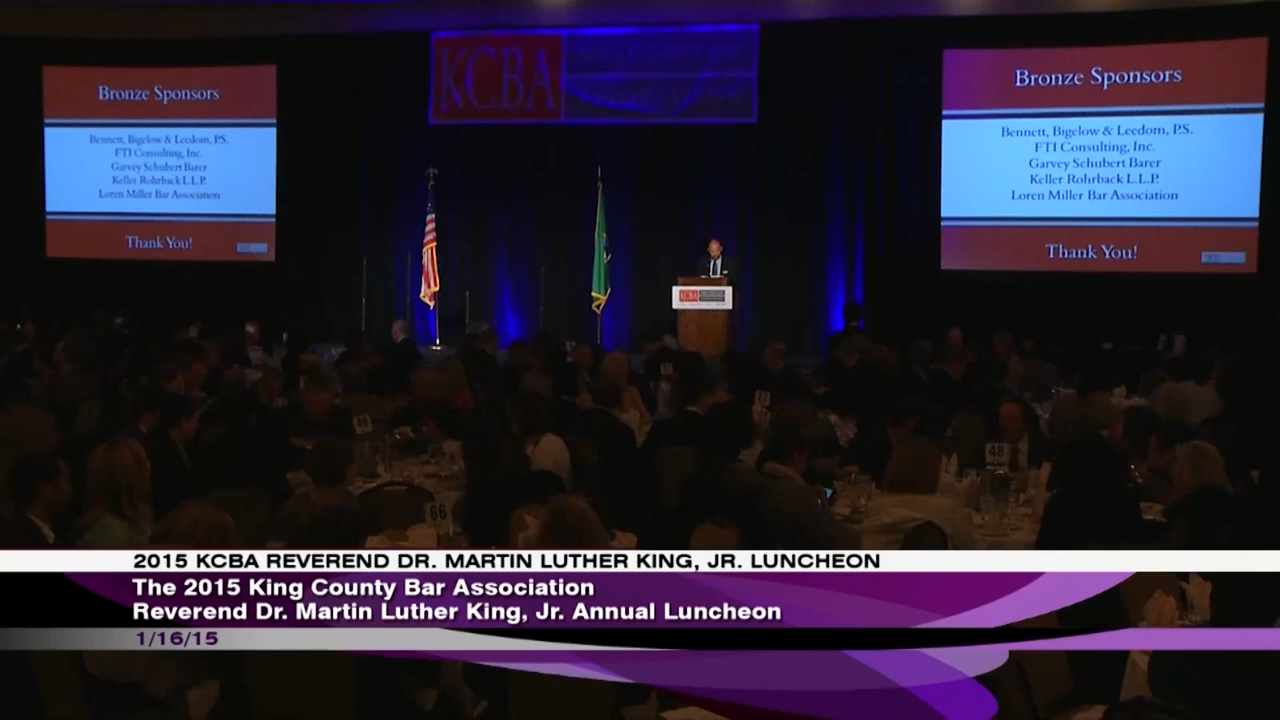 KCBA
Bronze Sponsors
Bennett, Bigelow & Leedom, P.S.
FTI Consulting, Inc.
Garvey Schubert Barer
Keller Rohrback L.L.P.
Loren Miller Bar Association
Thank You!
Bronze Sponsors
Bennett, Bigelow & Leedom, P.S.
FTI Consulting, Inc.
Garvey Schubert Barer
Keller Rohrback L.L.P.
Loren Miller Bar Association
Thank You!
KCBA
48
66
2015 KCBA REVEREND DR. MARTIN LUTHER KING, JR. LUNCHEON
The 2015 King County Bar Association
Reverend Dr. Martin Luther King, Jr. Annual Luncheon
1/16/15